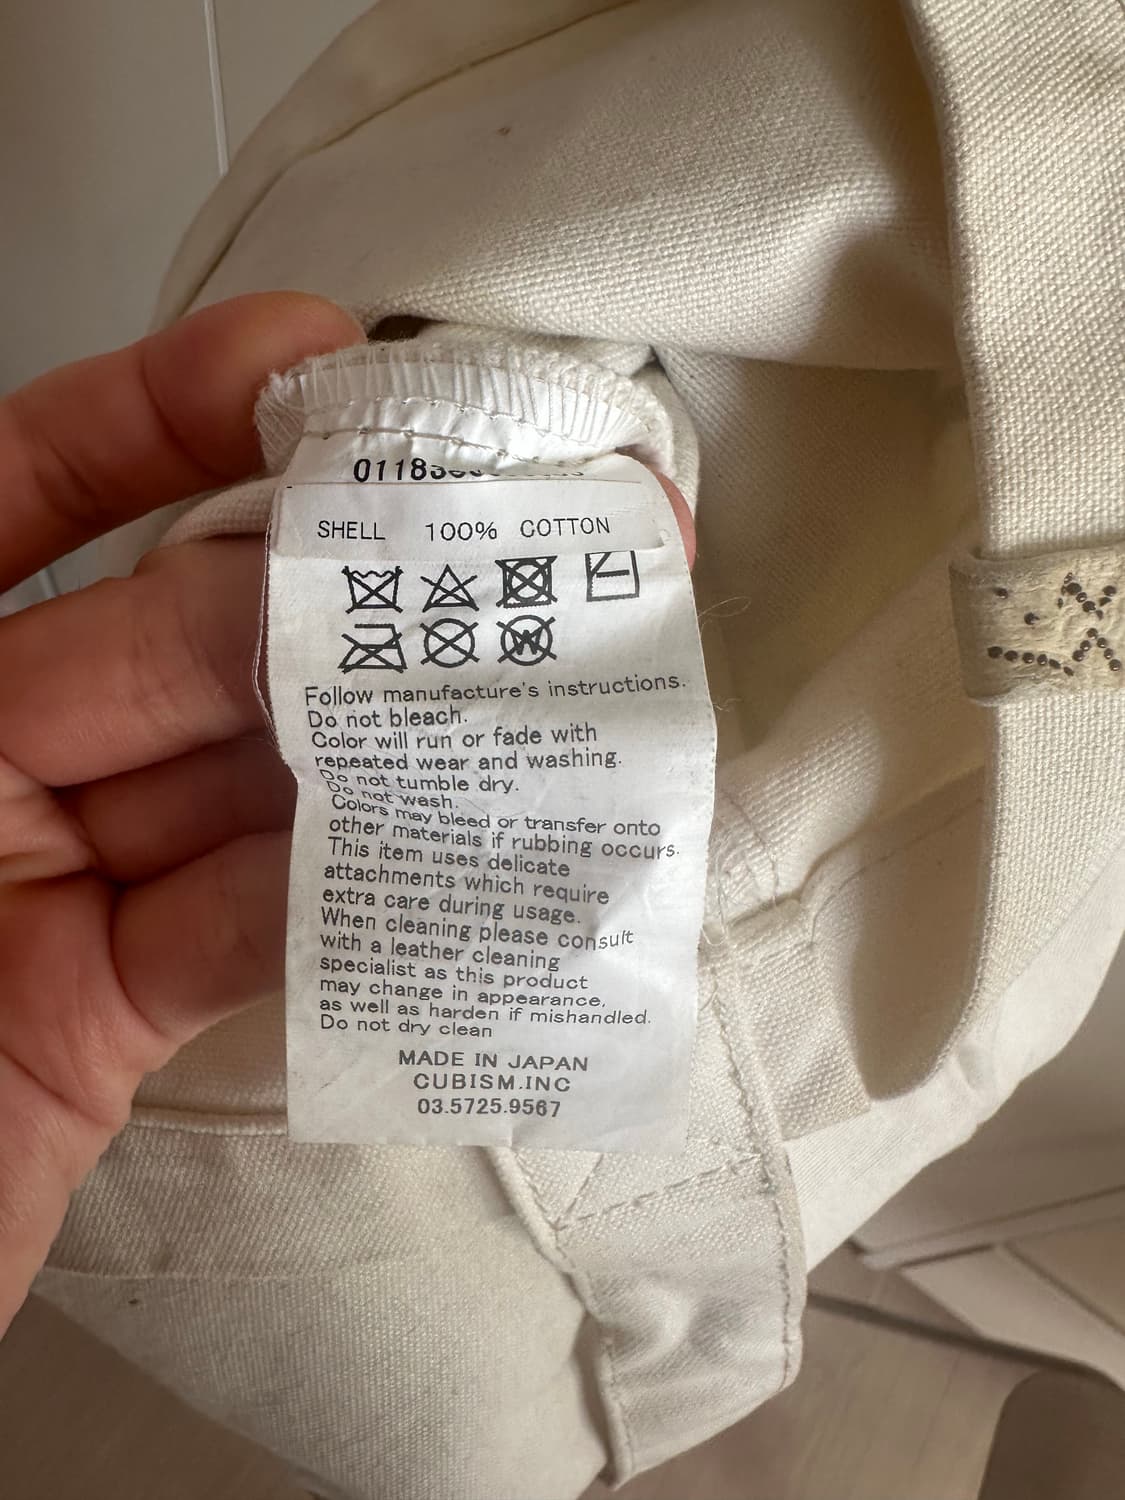 SHELL 100% COTTON
W
Follow manufacture's instructions.
Do not bleach.
Color will run or fade with
repeated wear and washing.
Do not tumble dry.
Do not wash.
Colors may bleed or transfer onto
other materials if rubbing occurs.
This item uses delicate
attachments which require
extra care during usage.
When cleaning please consult
with a leather cleaning
specialist as this product
may change in appearance,
as well as harden if mishandled.
Do not dry clean
MADE IN JAPAN
CUBISM.INC
03.5725.9567